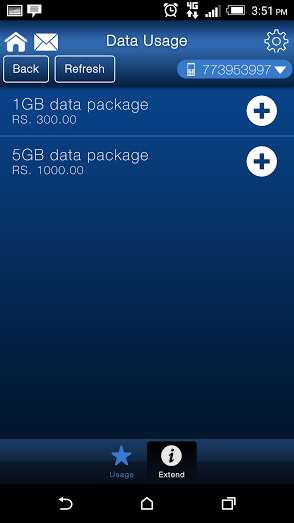 4G
3:51 PM
Data Usage
Back
Refresh
773953997
1GB data package
RS. 300.00
5GB data package
RS. 1000.00
Usage
Extend